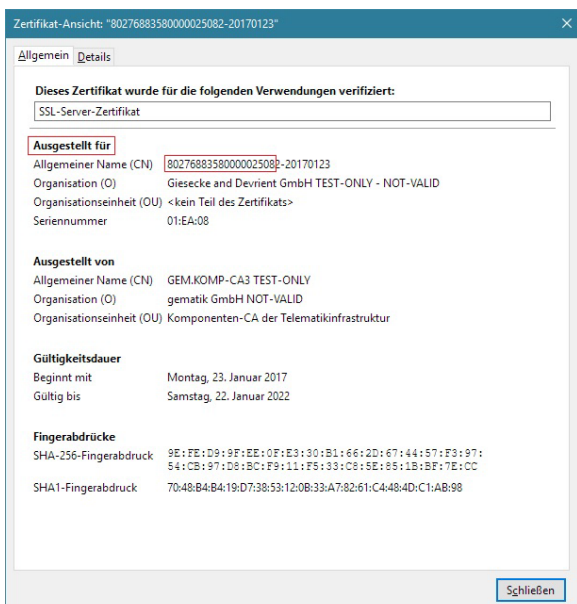 Zertifikat-Ansicht: "80276883580000025082-20170123"
Allgemein Details
Dieses Zertifikat wurde für die folgenden Verwendungen verifiziert:
SSL-Server-Zertifikat
Ausgestellt für
Allgemeiner Name (CN) 80276883580000025082-20170123
Organisation (O) Giesecke and Devrient GmbH TEST-ONLY - NOT-VALID
Organisationseinheit (OU) <kein Teil des Zertifikats>
Seriennummer 01:EA:08
Ausgestellt von
Allgemeiner Name (CN) GEM.KOMP-CA3 TEST-ONLY
Organisation (O) gematik GmbH NOT-VALID
Organisationseinheit (OU) Komponenten-CA der Telematikinfrastruktur
Gültigkeitsdauer
Beginnt mit Montag, 23. Januar 2017
Gültig bis Samstag, 22. Januar 2022
Fingerabdrücke
SHA-256-Fingerabdruck 9E:FE:D9:9F:EE:0F:E3:30:B1:66:2D:67:44:57:F3:97:
54:CB:97:D8:BC:F9:11:F5:33:C8:5E:85:1B:BF:7E:CC
SHA1-Fingerabdruck 70:48:B4:B4:19:D7:38:53:12:0B:33:A7:82:61:C4:48:4D:C1:AB:98
Schließen